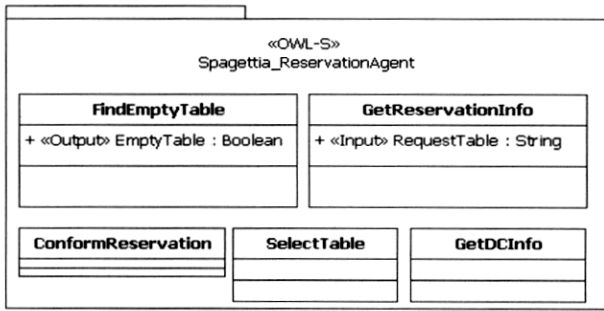 «OWL-S»
Spagettia_ReservationAgent
FindEmptyTable
+ «Output» EmptyTable : Boolean
GetReservationInfo
+ «Input» RequestTable : String
ConformReservation
SelectTable
GetDCInfo